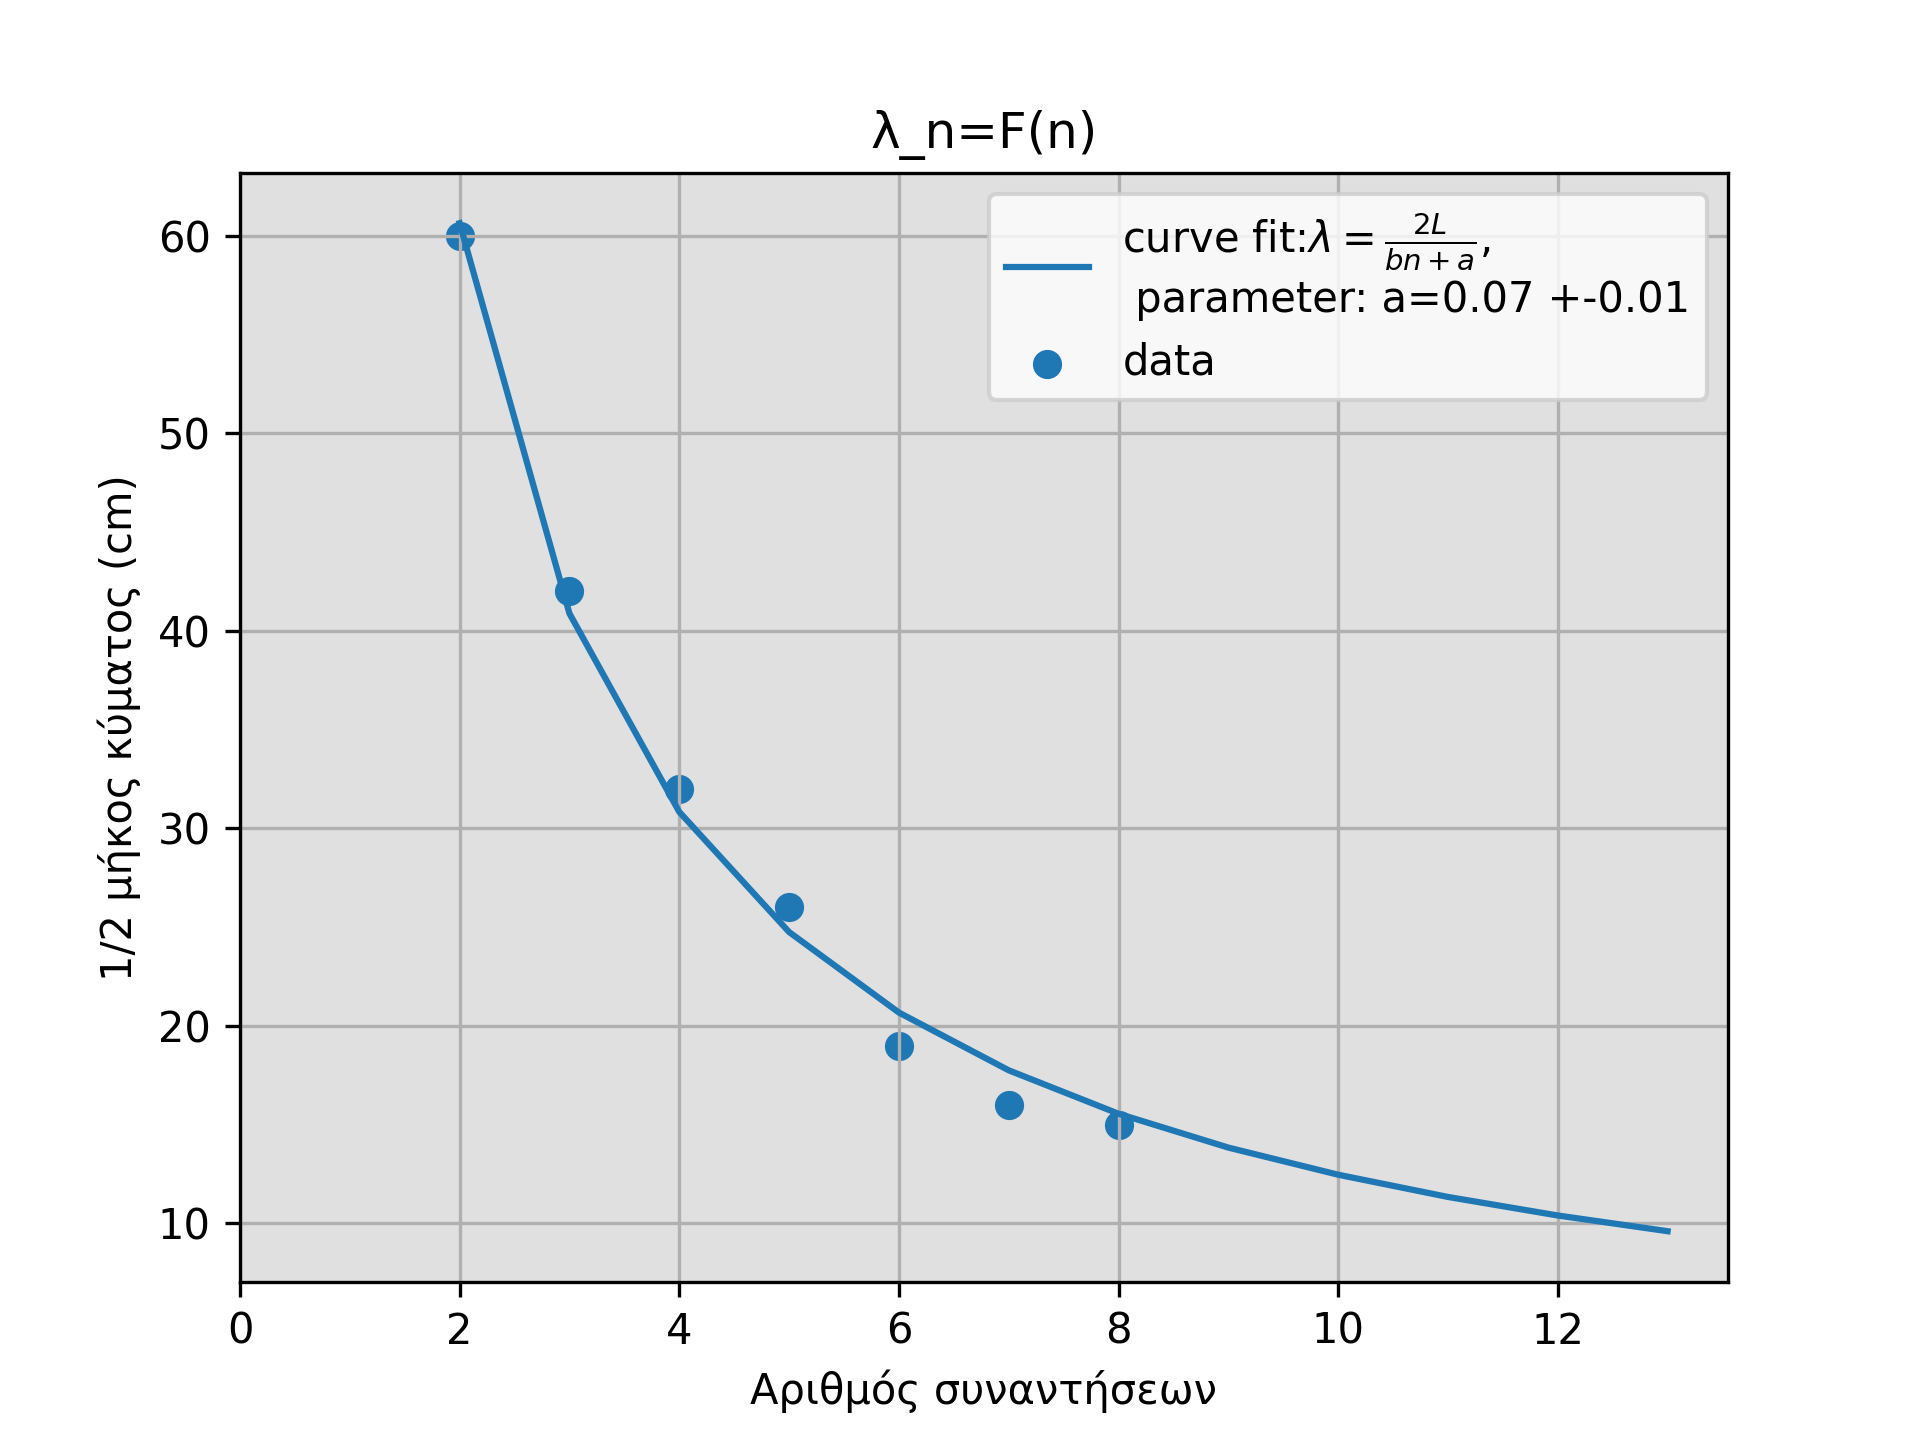 λ_n=F(n)
curve fit:λ = \frac{2L}{bn + a},
parameter: a=0.07 +-0.01
data
60
50
40
30
20
10
1/2 μήκος κύματος (cm)
0 2 4 6 8 10 12
Αριθμός συναντήσεων